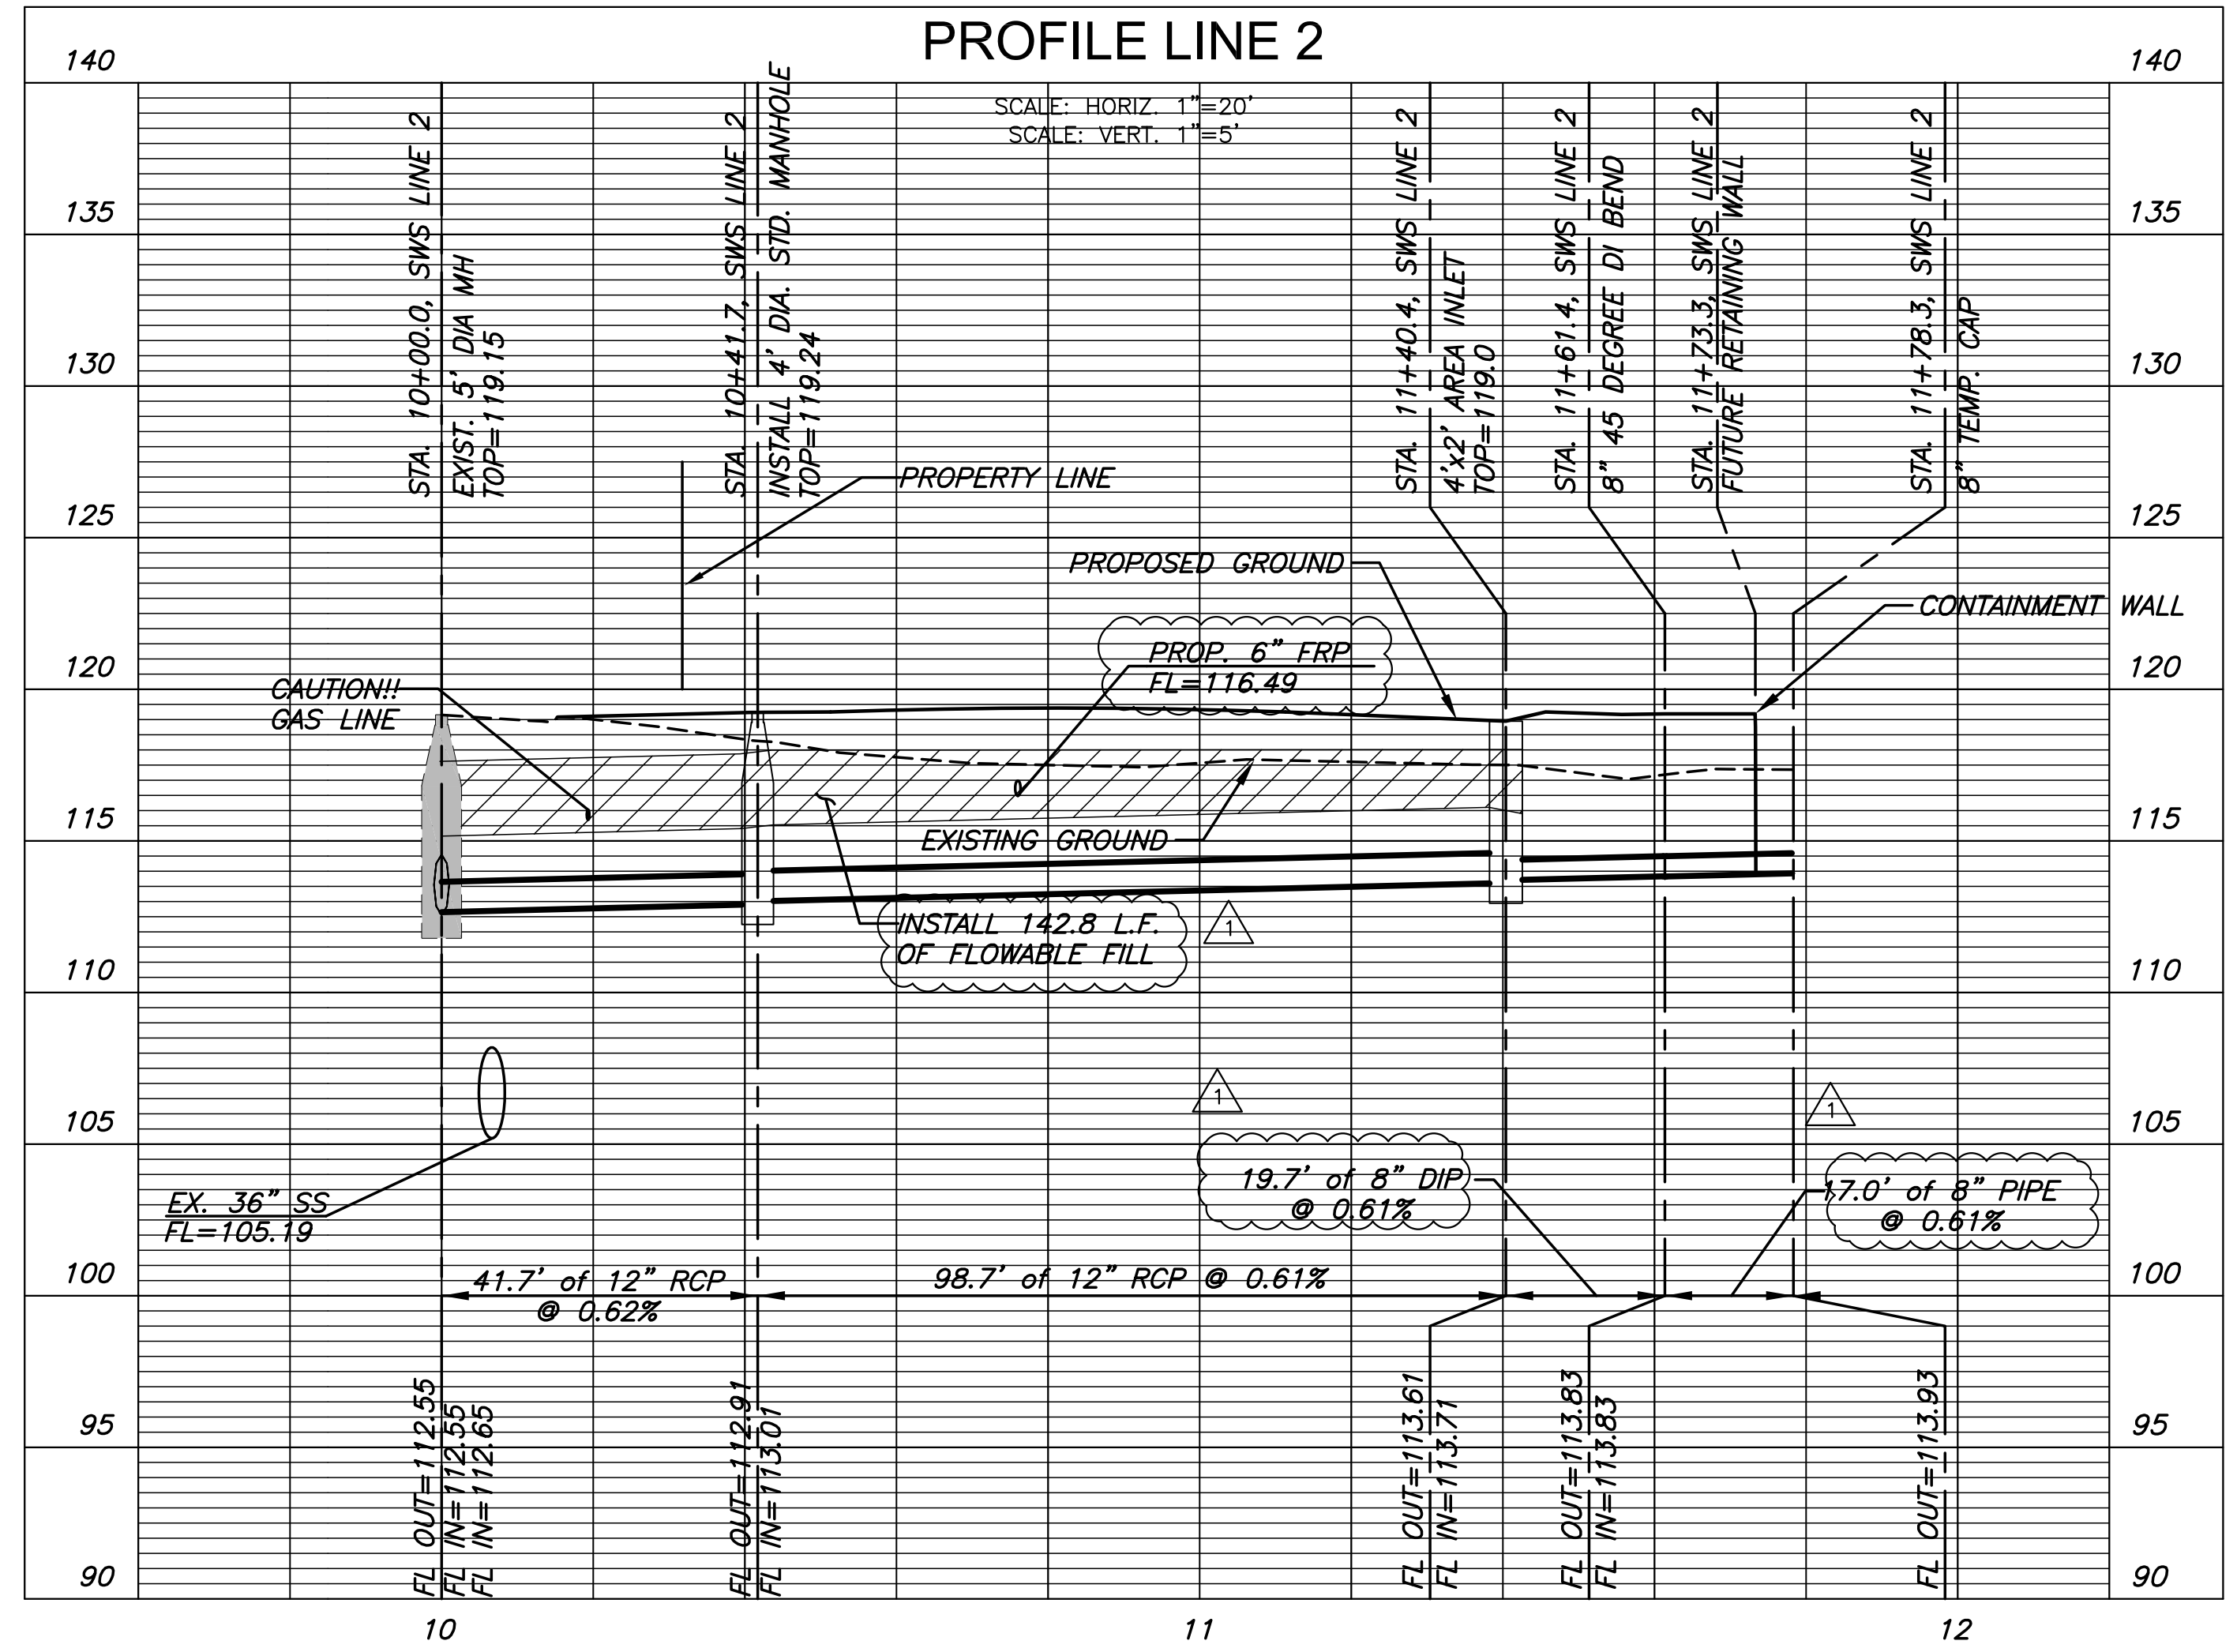 PROFILE LINE 2
SCALE: HORIZ. 1"=20'
SCALE: VERT. 1"=5'
140
140
135
135
130
130
125
125
120
120
115
115
110
110
105
105
100
100
95
95
90
90
STA. 10+00.0, SWS LINE 2
EXIST. 5' DIA MH
TOP=119.15
STA. 10+41.7, SWS LINE 2
INSTALL 4' DIA. STD. MANHOLE
TOP=119.24
STA. 11+40.4, SWS LINE 2
4'x2' AREA INLET
TOP=119.0
STA. 11+61.4, SWS LINE 2
8" 45 DEGREE DI BEND
STA. 11+73.3, SWS LINE 2
FUTURE RETAINING WALL
STA. 11+78.3, SWS LINE 2
8" TEMP. CAP
PROPERTY LINE
PROPOSED GROUND
CONTAINMENT WALL
PROP. 6" FRP
FL=116.49
CAUTION!!
GAS LINE
EXISTING GROUND
INSTALL 142.8 L.F.
OF FLOWABLE FILL
1
1
1
EX. 36" SS
FL=105.19
19.7' of 8" DIP
@ 0.61%
17.0' of 8" PIPE
@ 0.61%
41.7' of 12" RCP
@ 0.62%
98.7' of 12" RCP @ 0.61%
FL OUT=112.55
FL IN=112.55
FL IN=112.65
FL OUT=112.91
FL IN=113.01
FL OUT=113.61
FL IN=113.71
FL OUT=113.83
FL IN=113.83
FL OUT=113.93
10
11
12